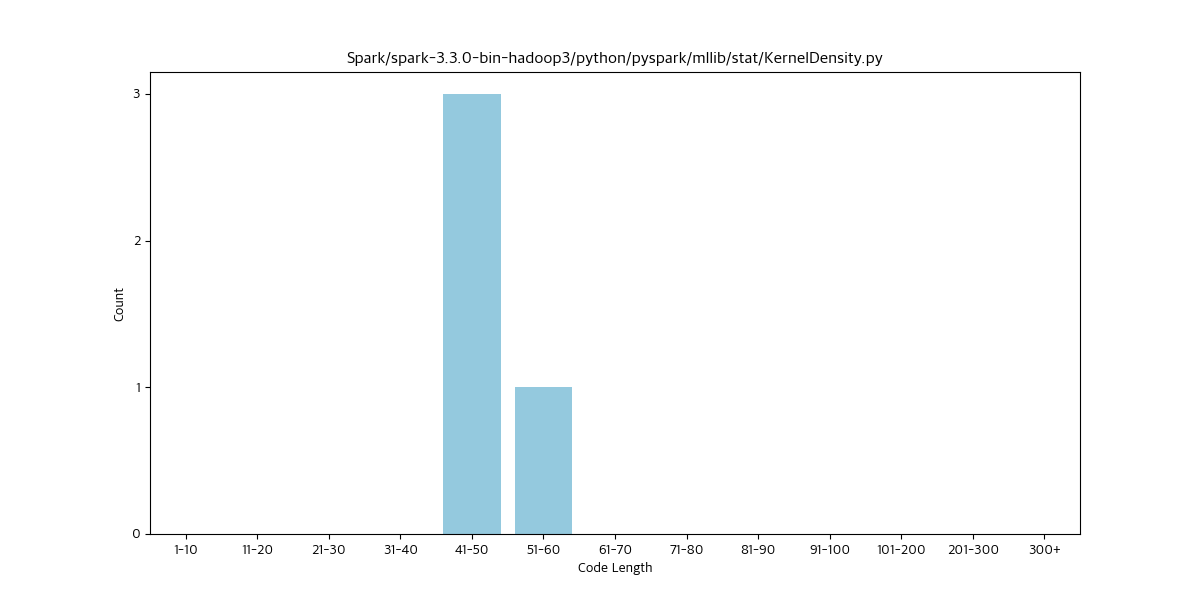 Spark/spark-3.3.0-bin-hadoop3/python/pyspark/mllib/stat/KernelDensity.py
3
2
1
0
Count
1-10 11-20 21-30 31-40 41-50 51-60 61-70 71-80 81-90 91-100 101-200 201-300 300+
Code Length